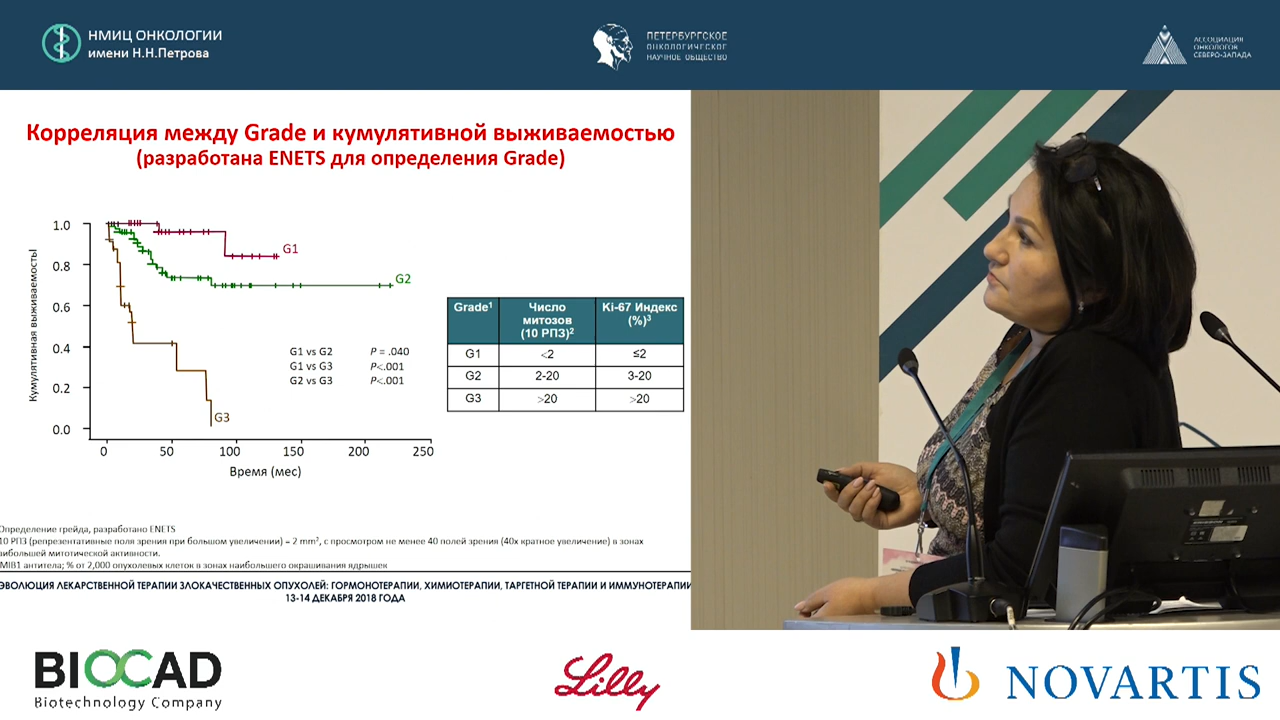 НМИЦ ОНКОЛОГИИ
имени Н.Н.Петрова
ПЕТЕРБУРГСКОЕ
ОНКОЛОГИЧЕСКОЕ
НАУЧНОЕ ОБЩЕСТВО
АССОЦИАЦИЯ
ОНКОЛОГОВ
СЕВЕРО-ЗАПАДА
Корреляция между Grade и кумулятивной выживаемостью
(разработана ENETS для определения Grade)
Кумулятивная выживаемость!
1.0
0.8
0.6
0.4
0.2
0.0
G1
G2
G3
G1 vs G2 P = .040
G1 vs G3 P<.001
G2 vs G3 P<.001
0 50 100 150 200 250
Время (мес)
Grade¹ Число митозов (10 РПЗ)² Ki-67 Индекс (%)³
G1 <2 ≤2
G2 2-20 3-20
G3 >20 >20
Определение грейда, разработано ENETS
10 РПЗ (репрезентативные поля зрения при большом увеличении) = 2 mm², с просмотром не менее 40 полей зрения (40х кратное увеличение) в зонах
аибольшей митотической активности.
MIB1 антитела; % от 2,000 опухолевых клеток в зонах наибольшего окрашивания ядрышек
ЭВОЛЮЦИЯ ЛЕКАРСТВЕННОЙ ТЕРАПИИ ЗЛОКАЧЕСТВЕННЫХ ОПУХОЛЕЙ: ГОРМОНОТЕРАПИИ, ХИМИОТЕРАПИИ, ТАРГЕТНОЙ ТЕРАПИИ И ИММУНОТЕРАПИИ
13-14 ДЕКАБРЯ 2018 ГОДА
BIOCAD
Biotechnology Company
Lilly
NOVARTIS